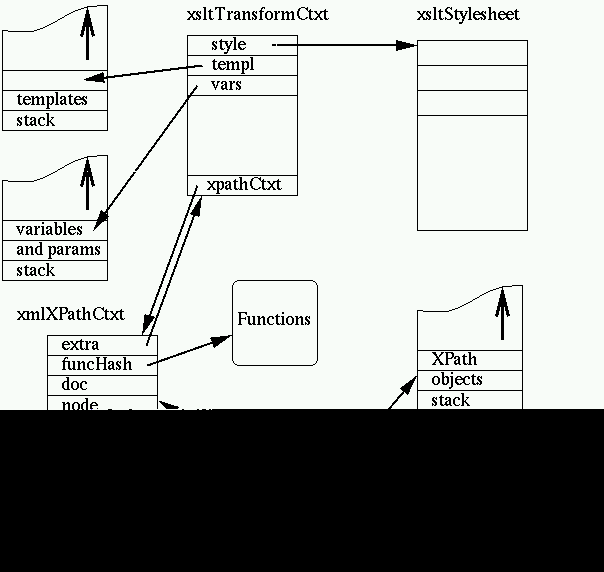 xsltTransformCtxt
xsltStylesheet
style
templ
vars
xpathCtxt
templates
stack
variables
and params
stack
xmlXPathCtxt
extra
funcHash
doc
node
Functions
XPath
objects
stack